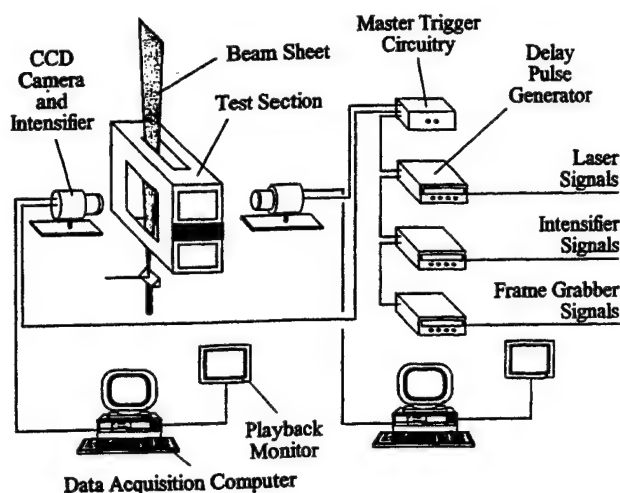 CCD
Camera
and
Intensifier
Beam Sheet
Test Section
Master Trigger
Circuitry
Delay
Pulse
Generator
Laser
Signals
Intensifier
Signals
Frame Grabber
Signals
Playback
Monitor
Data Acquisition Computer